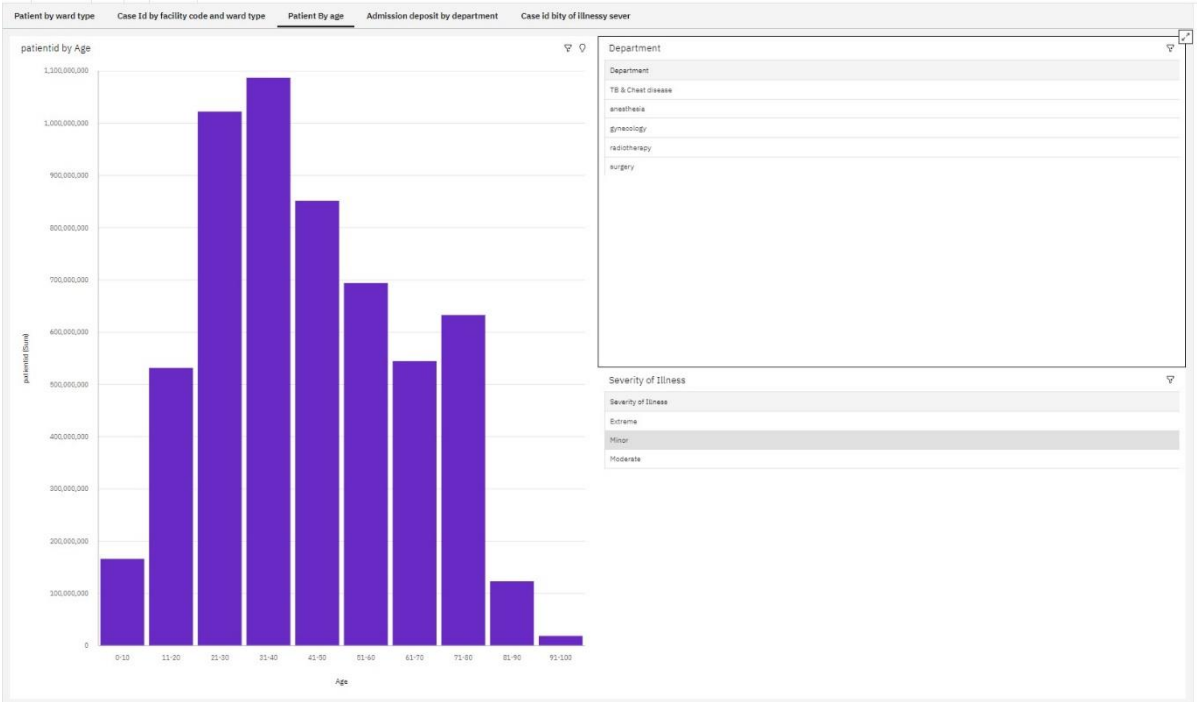 Patient by ward type Case Id by facility code and ward type Patient By age Admission deposit by department Case id bity of illnessy sever
patientid by Age
1,100,000,000
1,000,000,000
900,000,000
800,000,000
700,000,000
600,000,000
500,000,000
400,000,000
300,000,000
200,000,000
100,000,000
0
patientid (Sum)
0-10 11-20 21-30 31-40 41-50 51-60 61-70 71-80 81-90 91-100
Age
Department
Department
TB & Chest disease
anesthesia
gynecology
radiotherapy
surgery
Severity of Illness
Severity of Illness
Extreme
Minor
Moderate